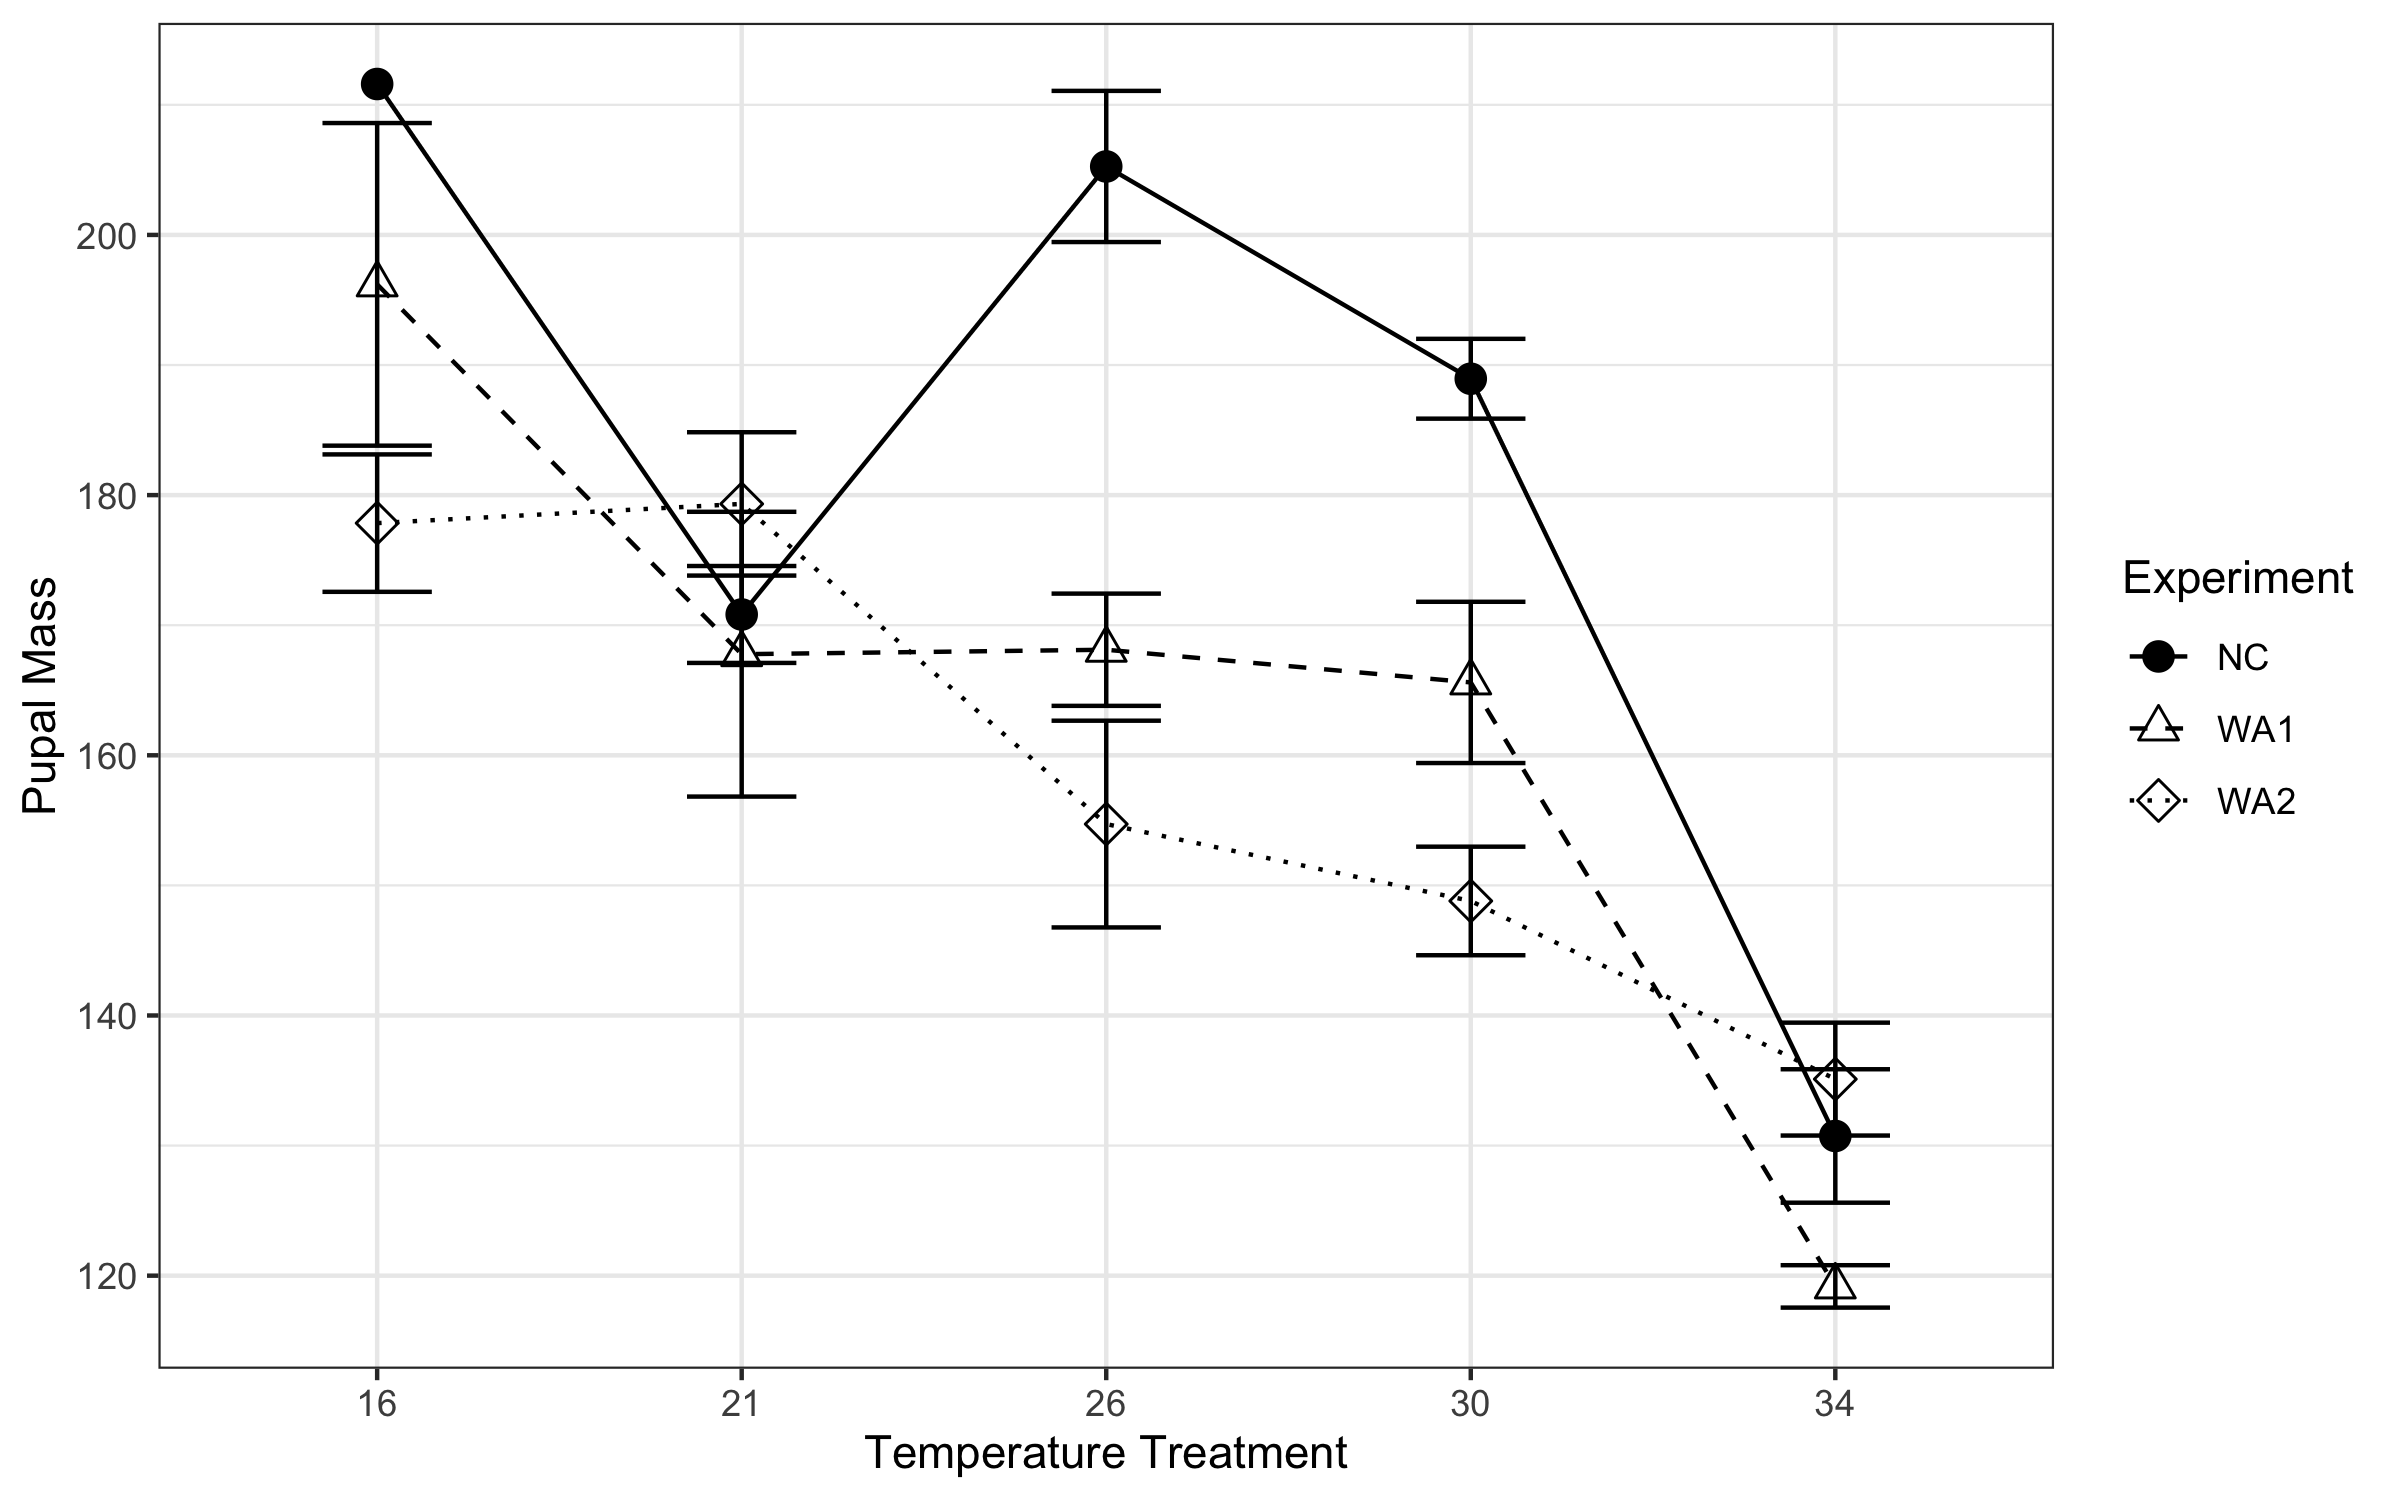 Pupal Mass
200
180
160
140
120
16 21 26 30 34
Temperature Treatment
Experiment
NC
WA1
WA2